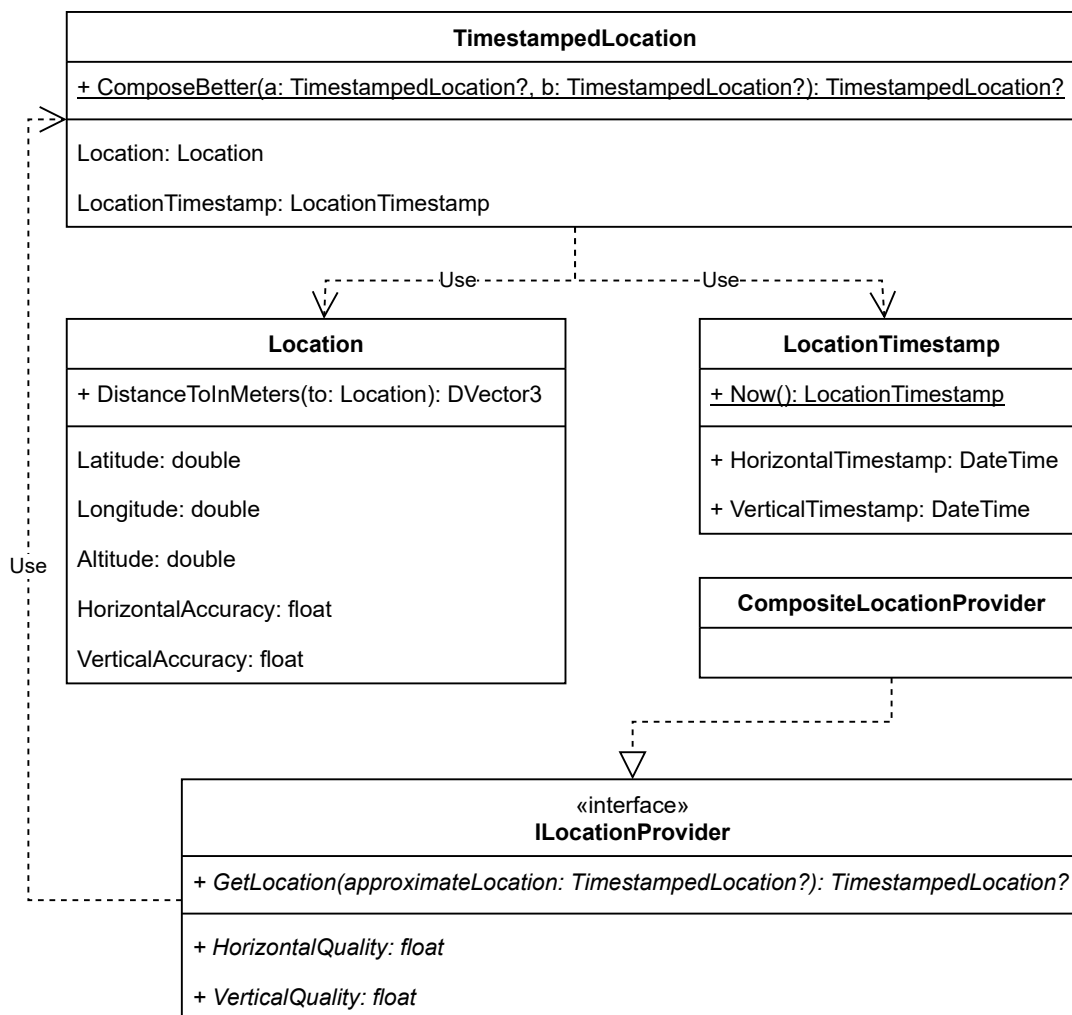 TimestampedLocation
+ ComposeBetter(a: TimestampedLocation?, b: TimestampedLocation?): TimestampedLocation?
Location: Location
LocationTimestamp: LocationTimestamp
Use
Use
Location
+ DistanceToInMeters(to: Location): DVector3
Latitude: double
Longitude: double
Altitude: double
HorizontalAccuracy: float
VerticalAccuracy: float
LocationTimestamp
+ Now(): LocationTimestamp
+ HorizontalTimestamp: DateTime
+ VerticalTimestamp: DateTime
Use
CompositeLocationProvider
«interface»
ILocationProvider
+ GetLocation(approximateLocation: TimestampedLocation?): TimestampedLocation?
+ HorizontalQuality: float
+ VerticalQuality: float